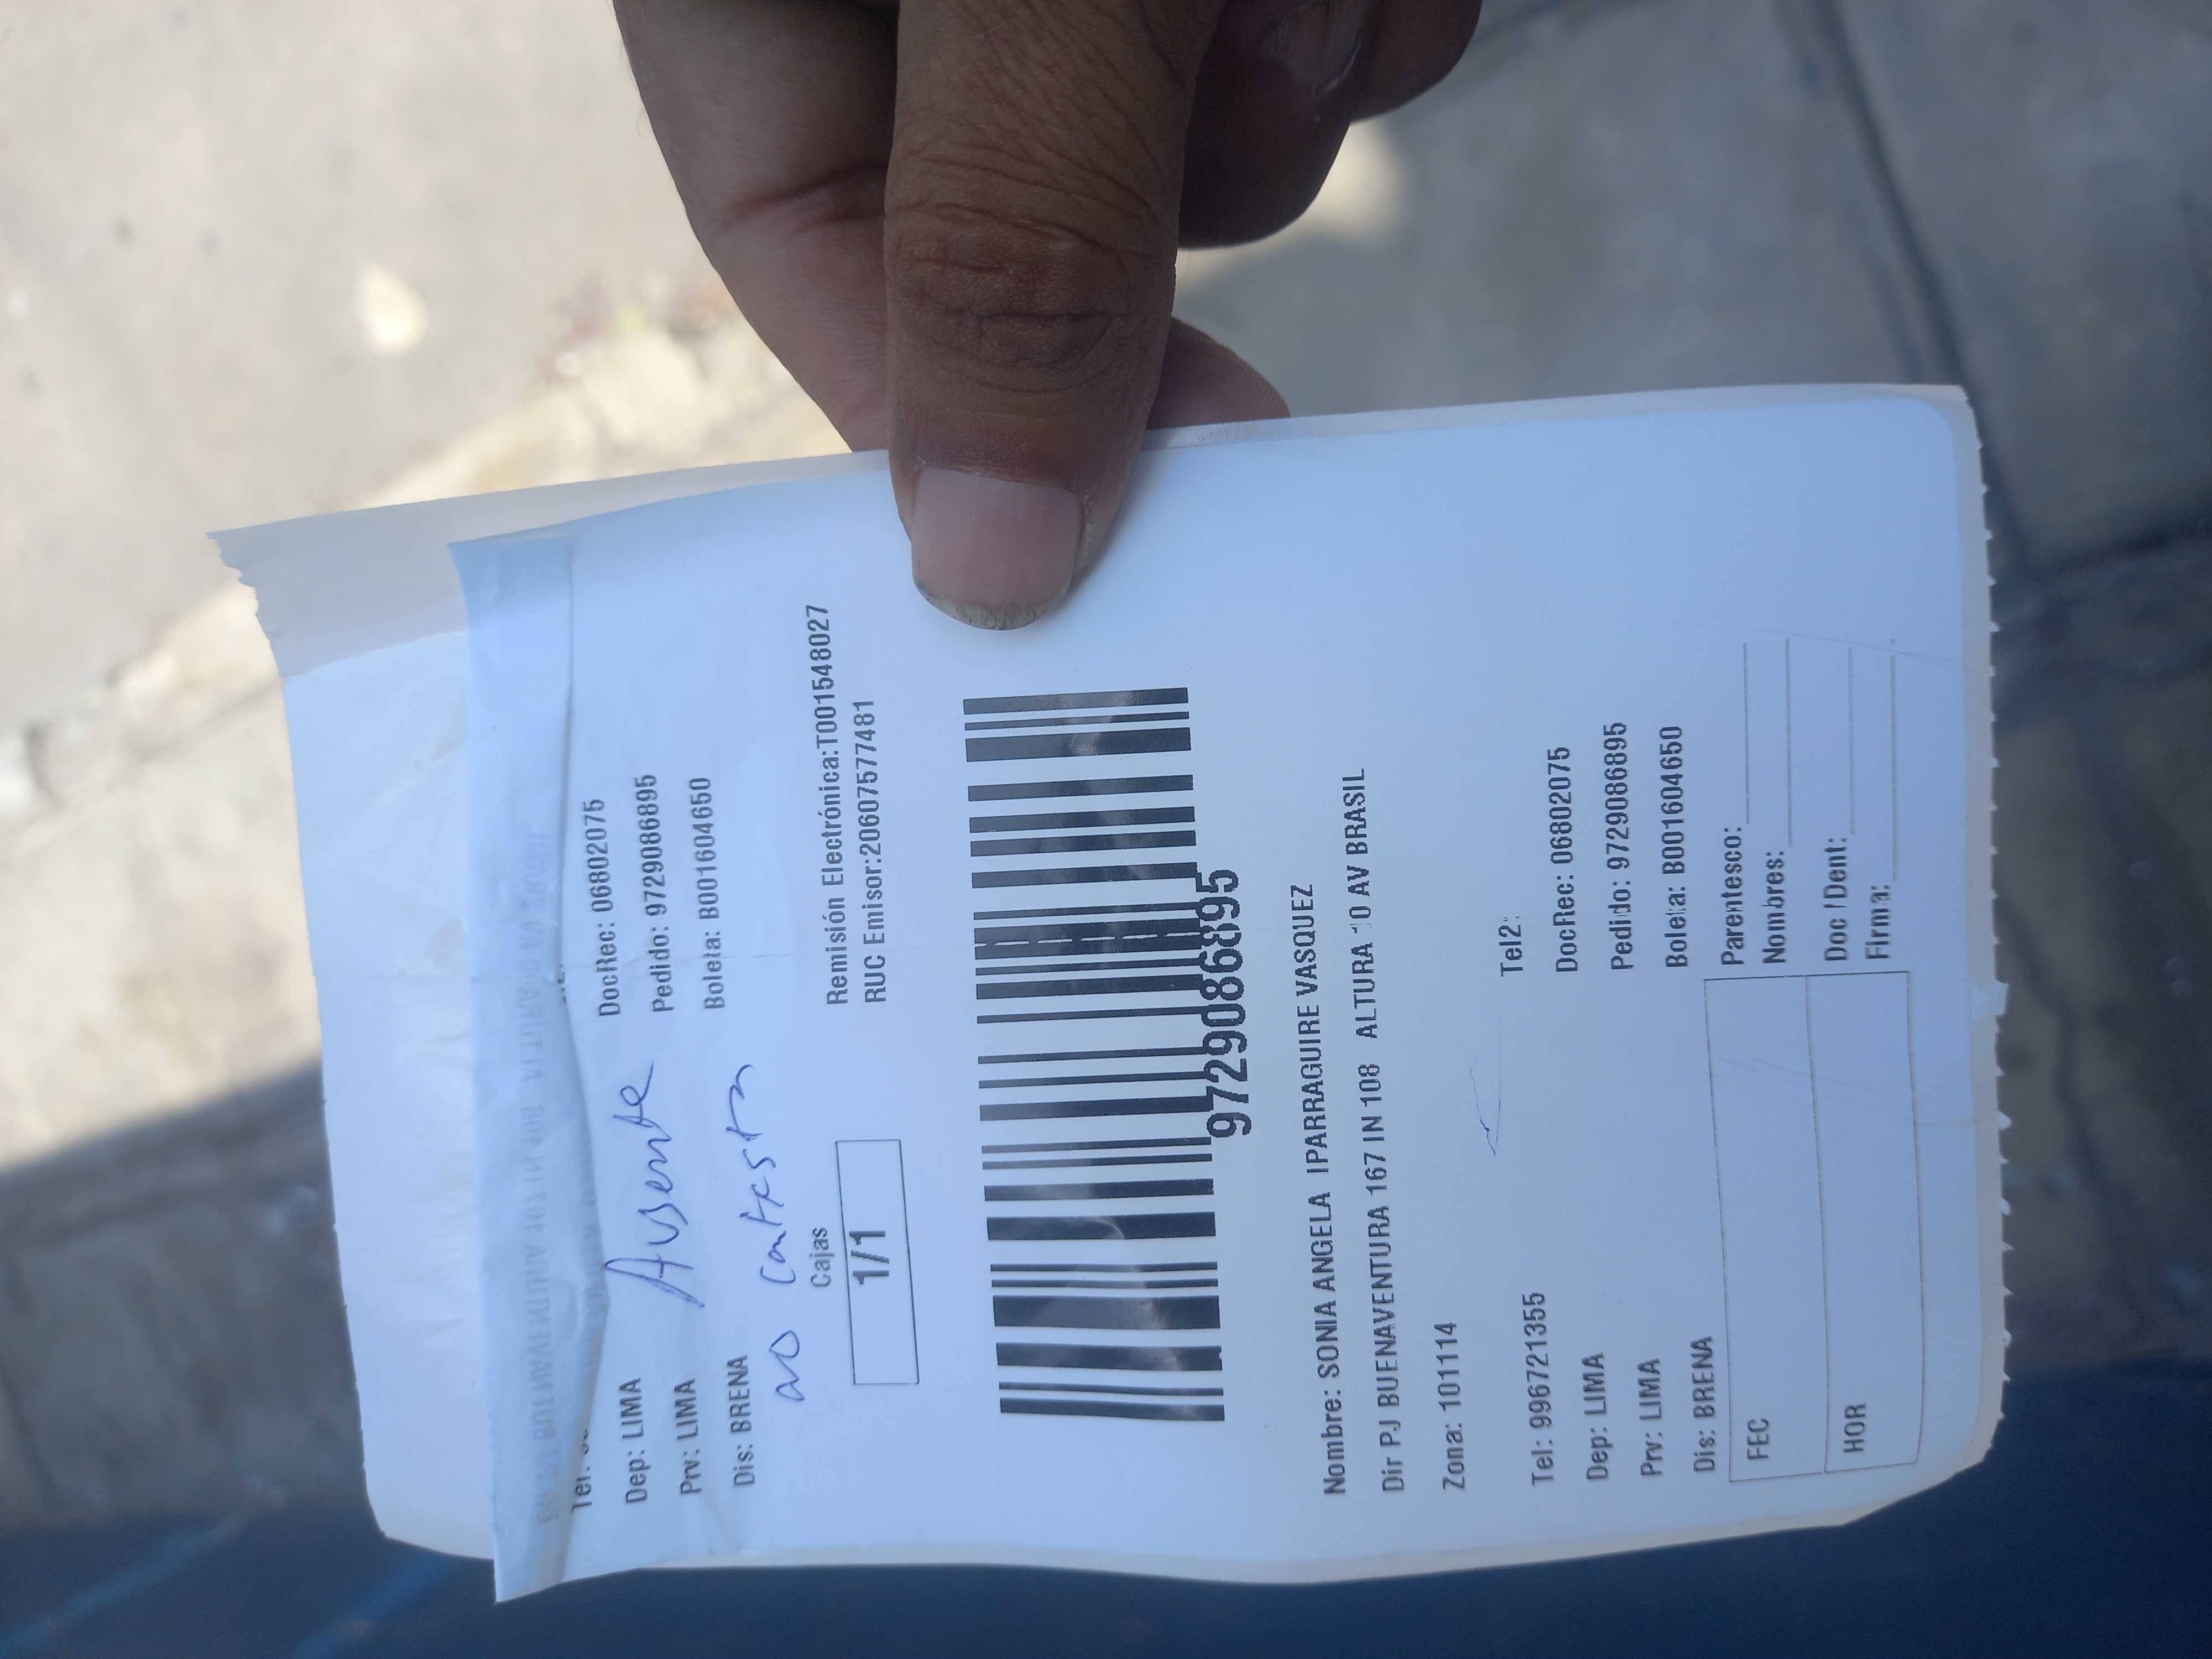 Dep: LIMA
Prv: LIMA
Dis: BRENA
Ausente
no contesta
DocRec: 06802075
Pedido: 9729086895
Boleta: B001604650
Cajas
1/1
Remisión Electrónica:T001548027
RUC Emisor:20607577481
9729086895
Nombre: SONIA ANGELA IPARRAGUIRE VASQUEZ
Dir PJ BUENAVENTURA 167 IN 108 ALTURA AV BRASIL
Zona: 101114
Tel: 996721355 Tel2:
Dep: LIMA DocRec: 06802075
Prv: LIMA Pedido: 9729086895
Dis: BRENA Boleta: B001604650
FEC Parentesco:
Nombres:
HOR Doc IDent:
Firma: